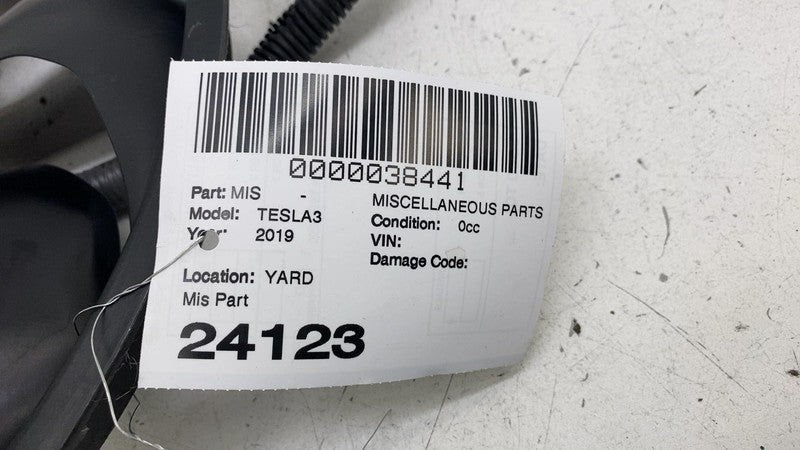 0000038441
Part: MIS - MISCELLANEOUS PARTS
Model: TESLA3 Condition: 0cc
Year: 2019 VIN:
Damage Code:
Location: YARD
Mis Part
24123